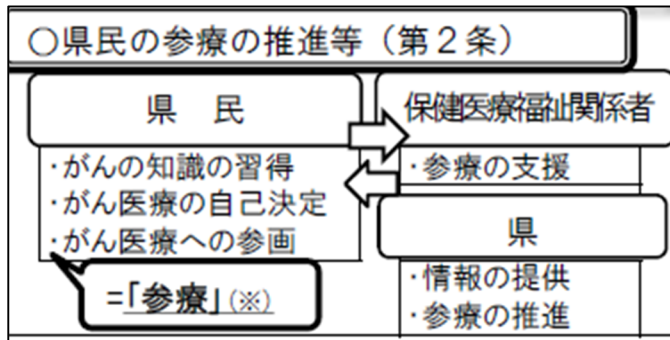 〇県民の参療の推進等（第２条）
県　民
・がんの知識の習得
・がん医療の自己決定
・がん医療への参画
=「参療」（※）
保健医療福祉関係者
・参療の支援
県
・情報の提供
・参療の推進